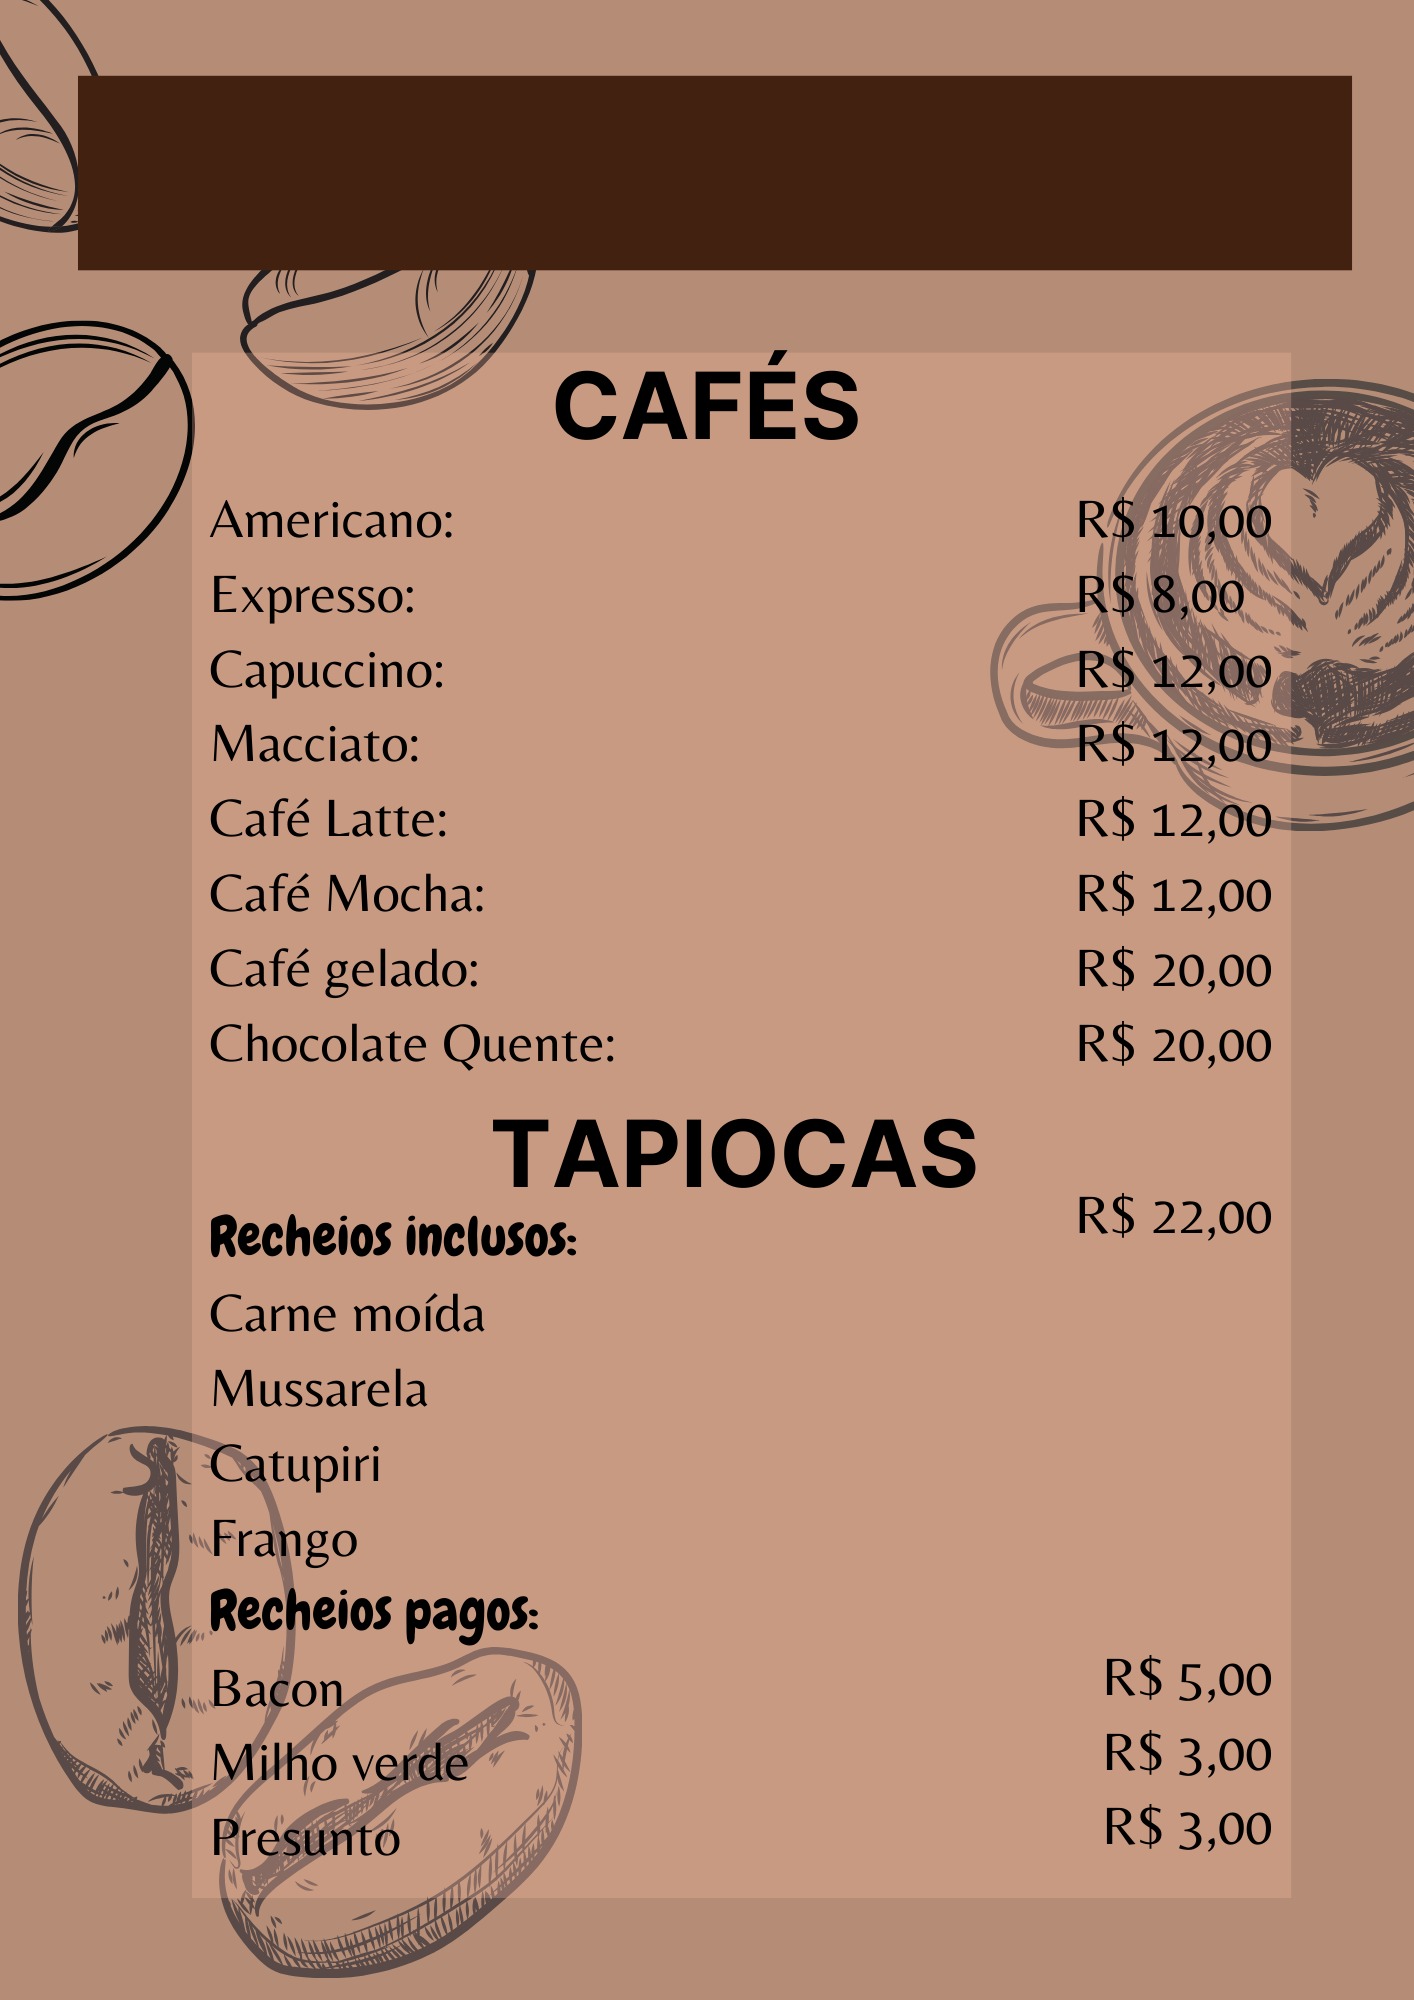 CAFÉS
Americano: R$ 10,00
Expresso: R$ 8,00
Capuccino: R$ 12,00
Macciato: R$ 12,00
Café Latte: R$ 12,00
Café Mocha: R$ 12,00
Café gelado: R$ 20,00
Chocolate Quente: R$ 20,00
TAPIOCAS
Recheios inclusos: R$ 22,00
Carne moída
Mussarela
Catupiri
Frango
Recheios pagos:
Bacon R$ 5,00
Milho verde R$ 3,00
Presunto R$ 3,00